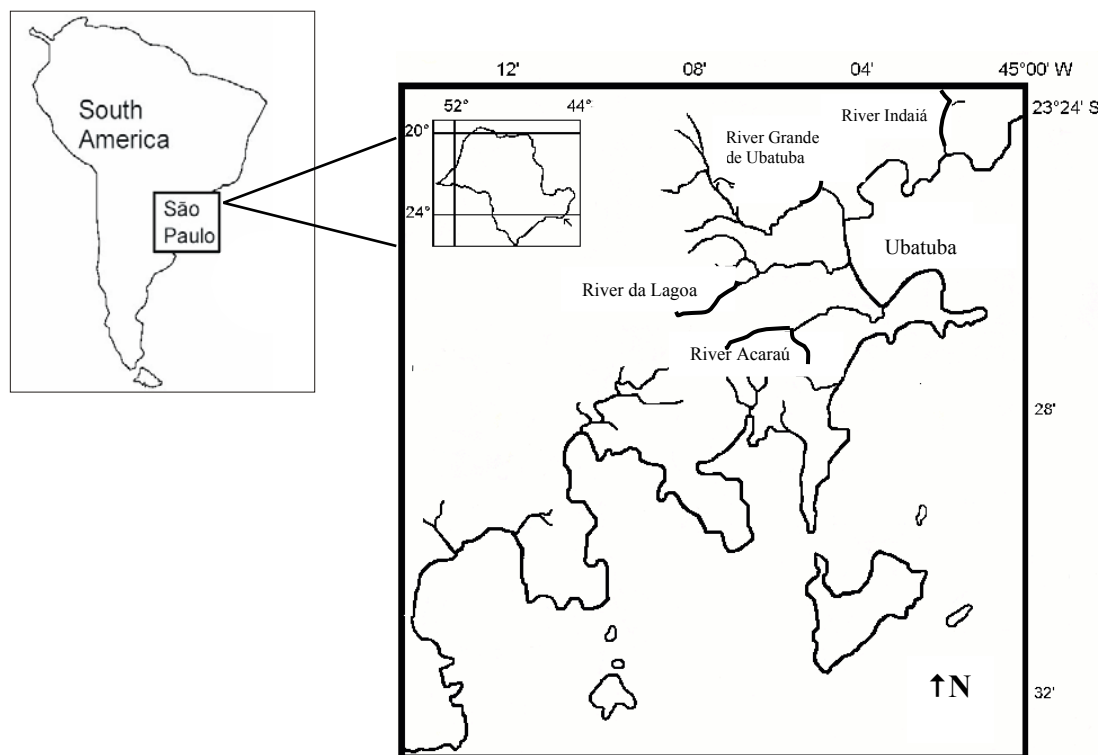 South
America
São
Paulo
12'
08'
04'
45°00' W
52°
44°
20°
24°
23°24' S
River Indaiá
River Grande
de Ubatuba
Ubatuba
River da Lagoa
River Acaraú
28'
↑N
32'